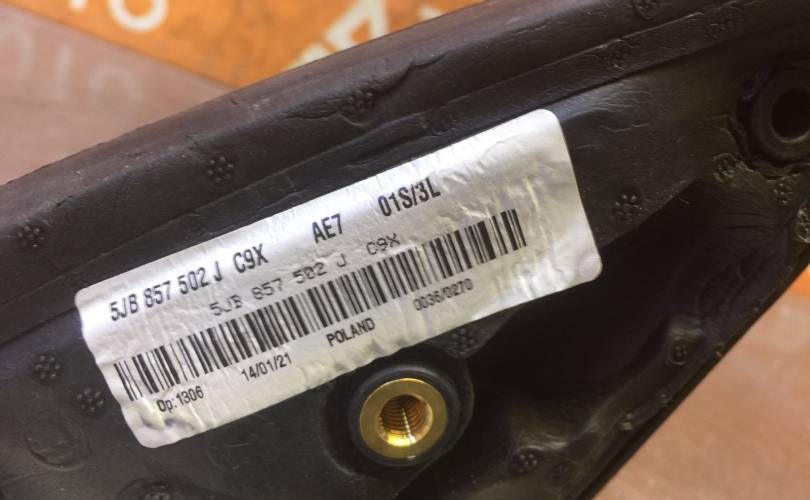 5JB 857 502 J C9X AE7 01S/3L
5JB 857 502 J C9X
Op:1306 14/01/21 POLAND 0036/0270